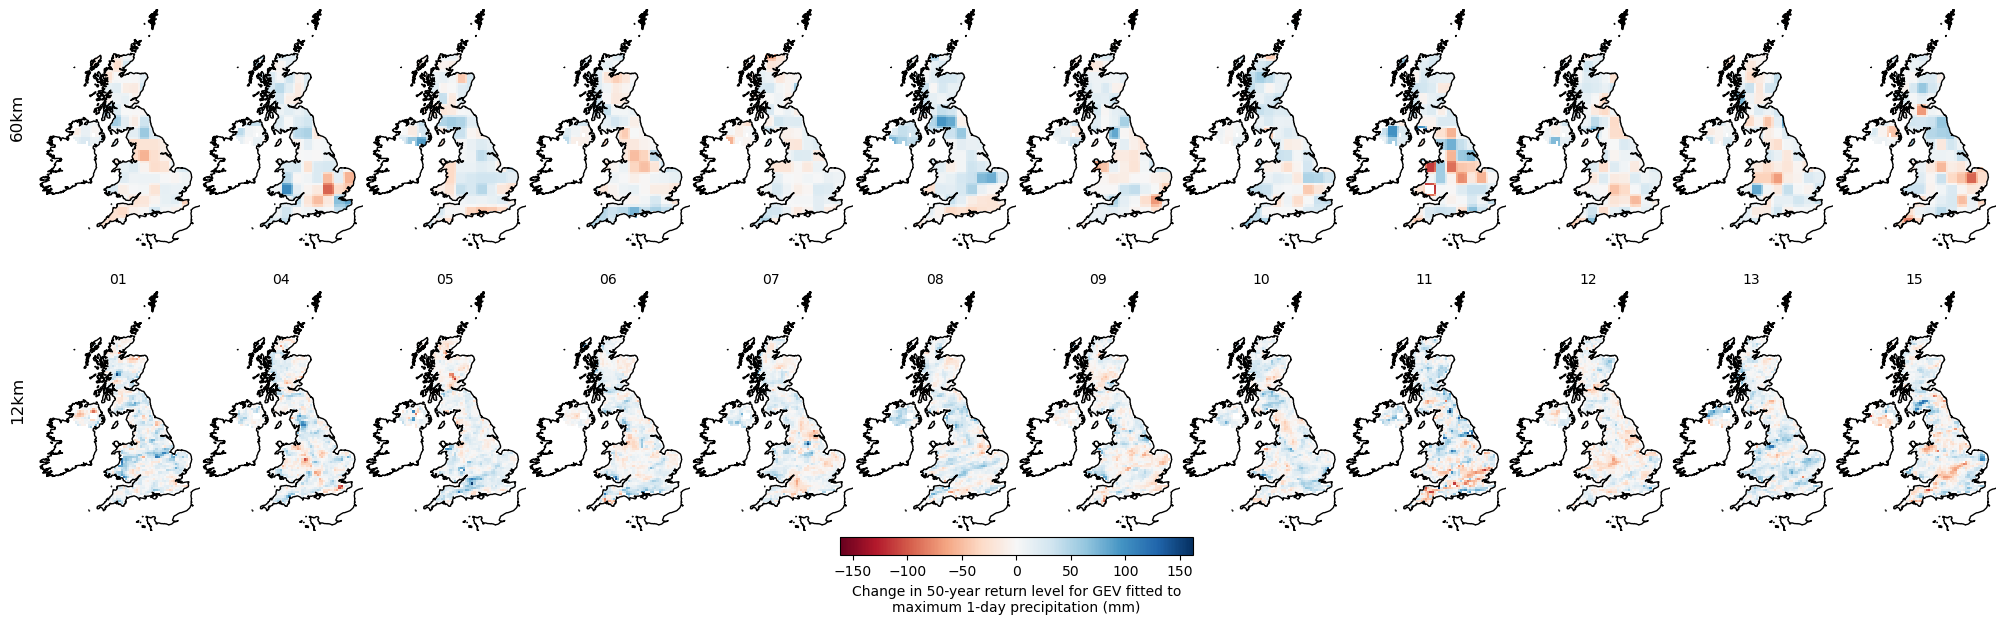 60km
01 04 05 06 07 08 09 10 11 12 13 15
12km
−150 −100 −50 0 50 100 150
Change in 50-year return level for GEV fitted to
maximum 1-day precipitation (mm)